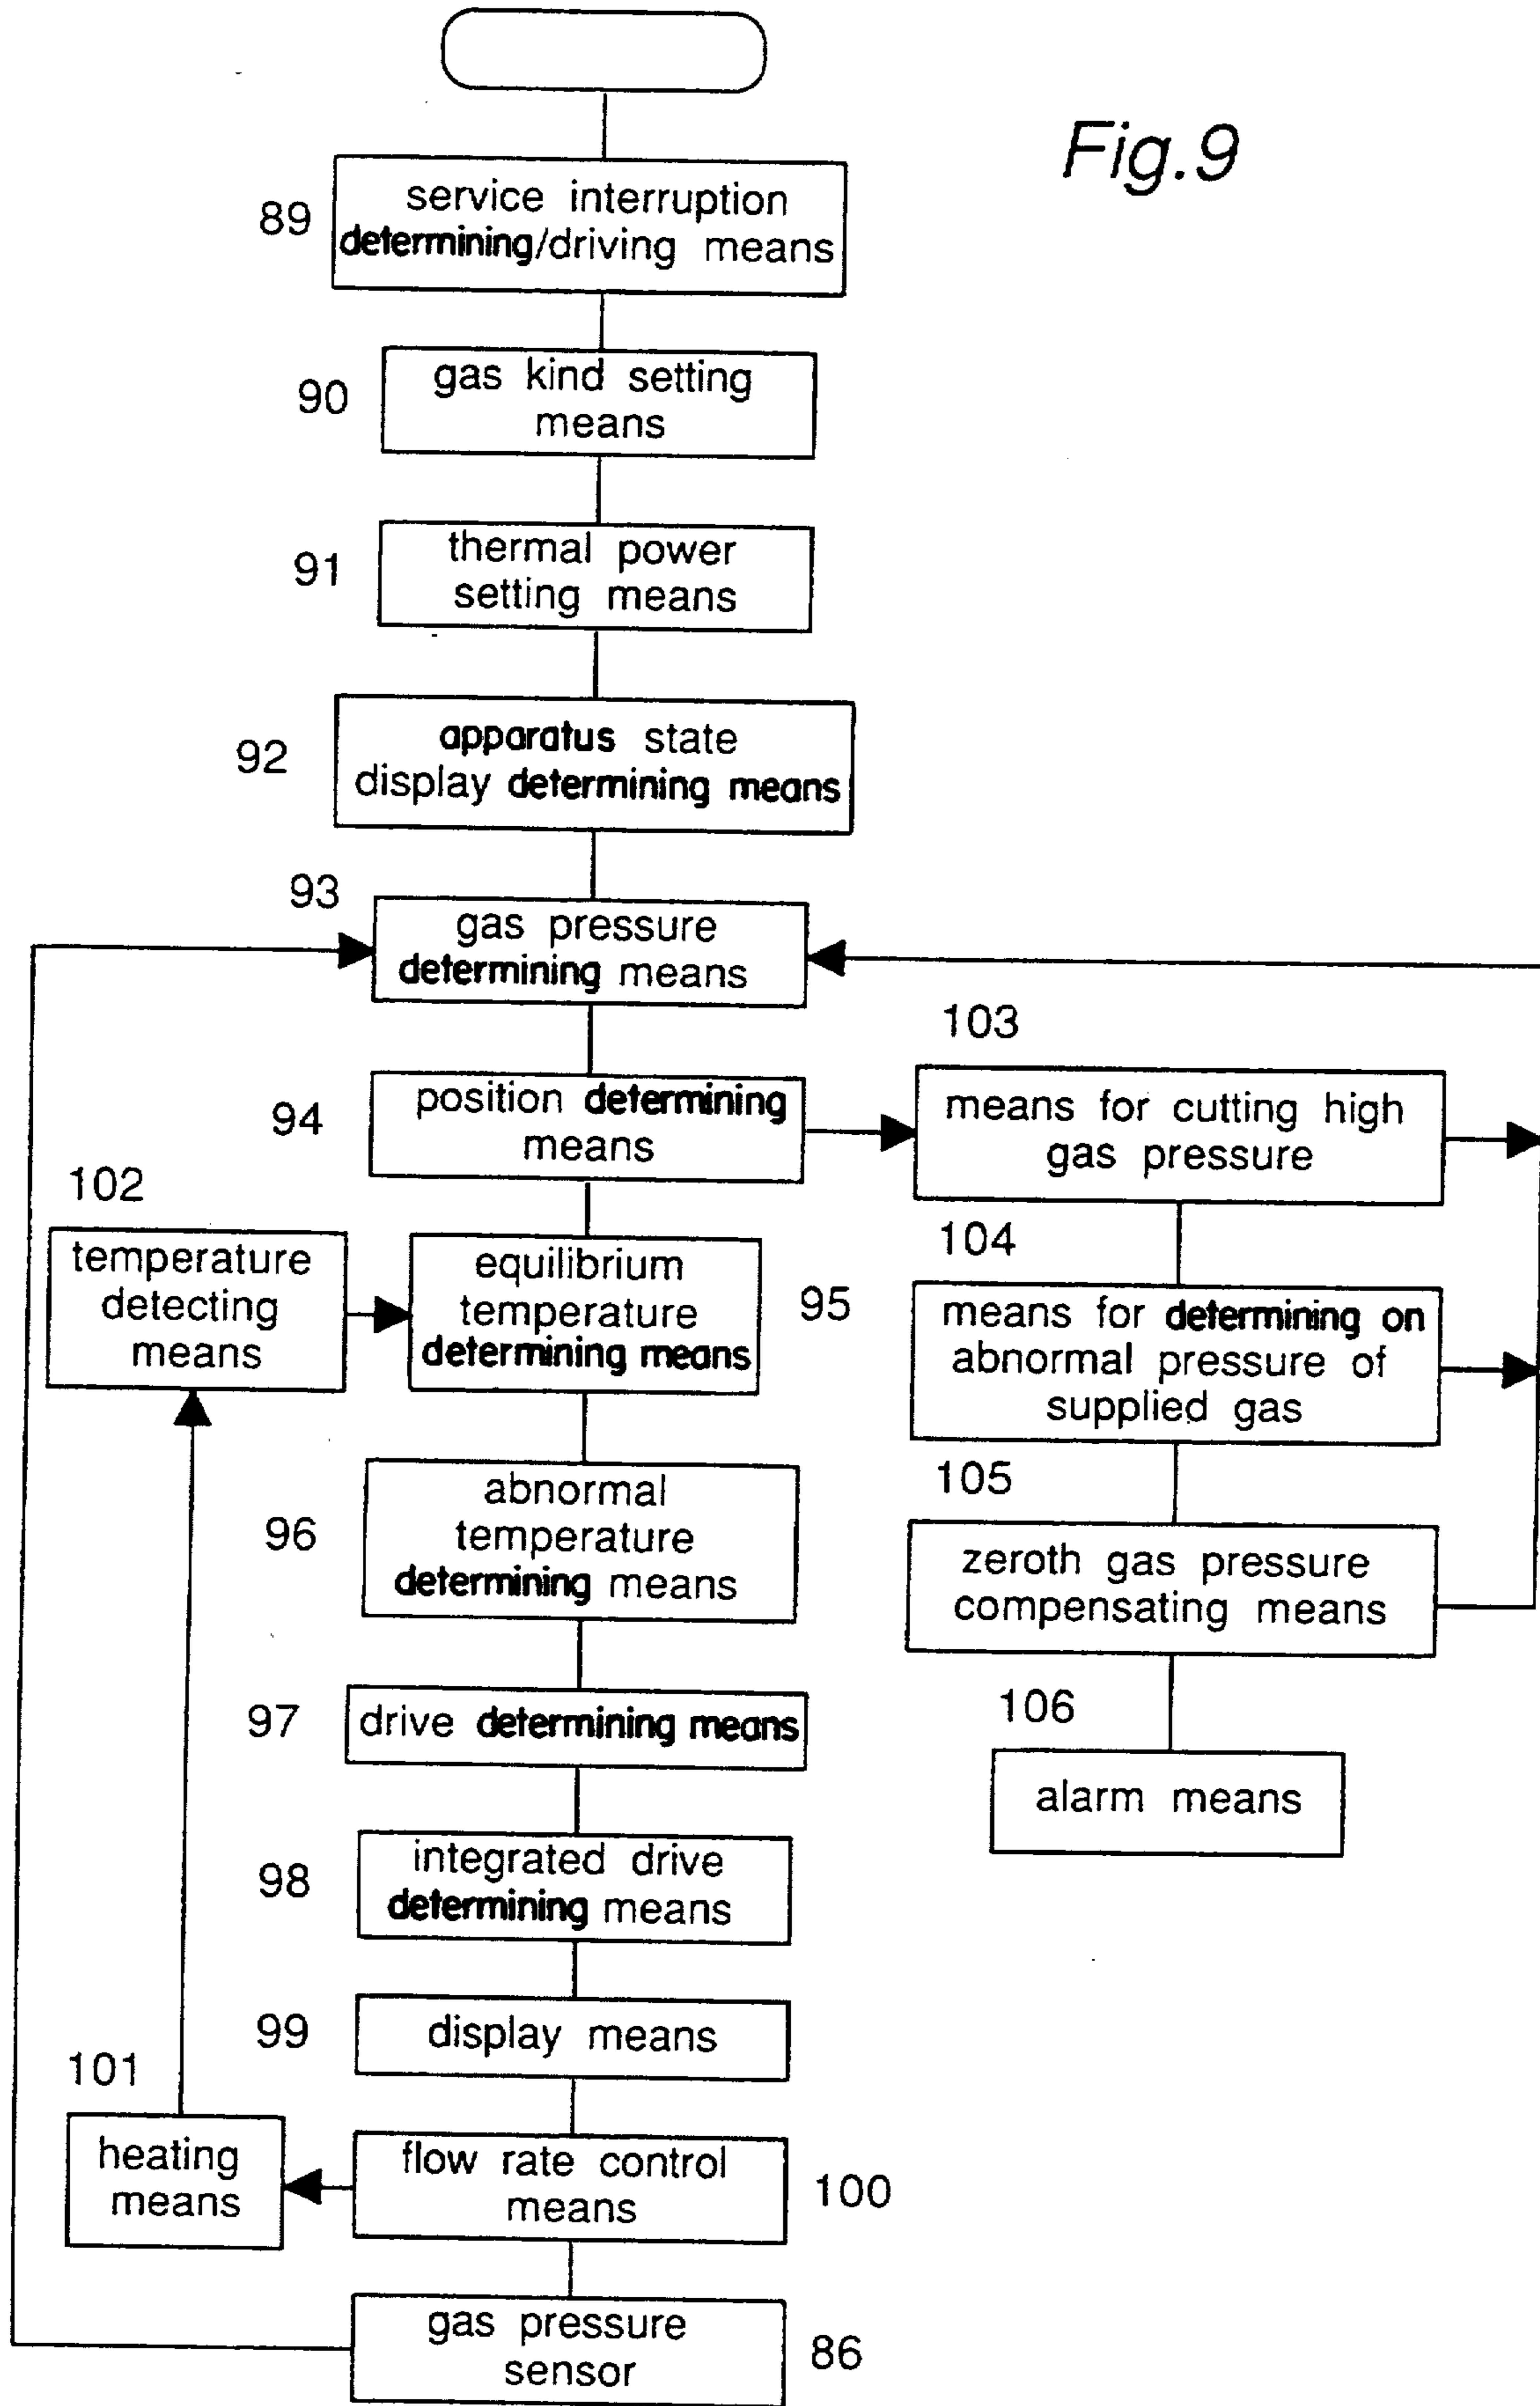 Fig.9
89
service interruption
determining/driving means
90
gas kind setting
means
91
thermal power
setting means
92
apparatus state
display determining means
93
gas pressure
determining means
94
position determining
means
103
means for cutting high
gas pressure
102
temperature
detecting
means
equilibrium
temperature
determining means
95
104
means for determining on
abnormal pressure of
supplied gas
96
abnormal
temperature
determining means
105
zeroth gas pressure
compensating means
97
drive determining means
106
alarm means
98
integrated drive
determining means
99
display means
101
heating
means
flow rate control
means
100
gas pressure
sensor
86